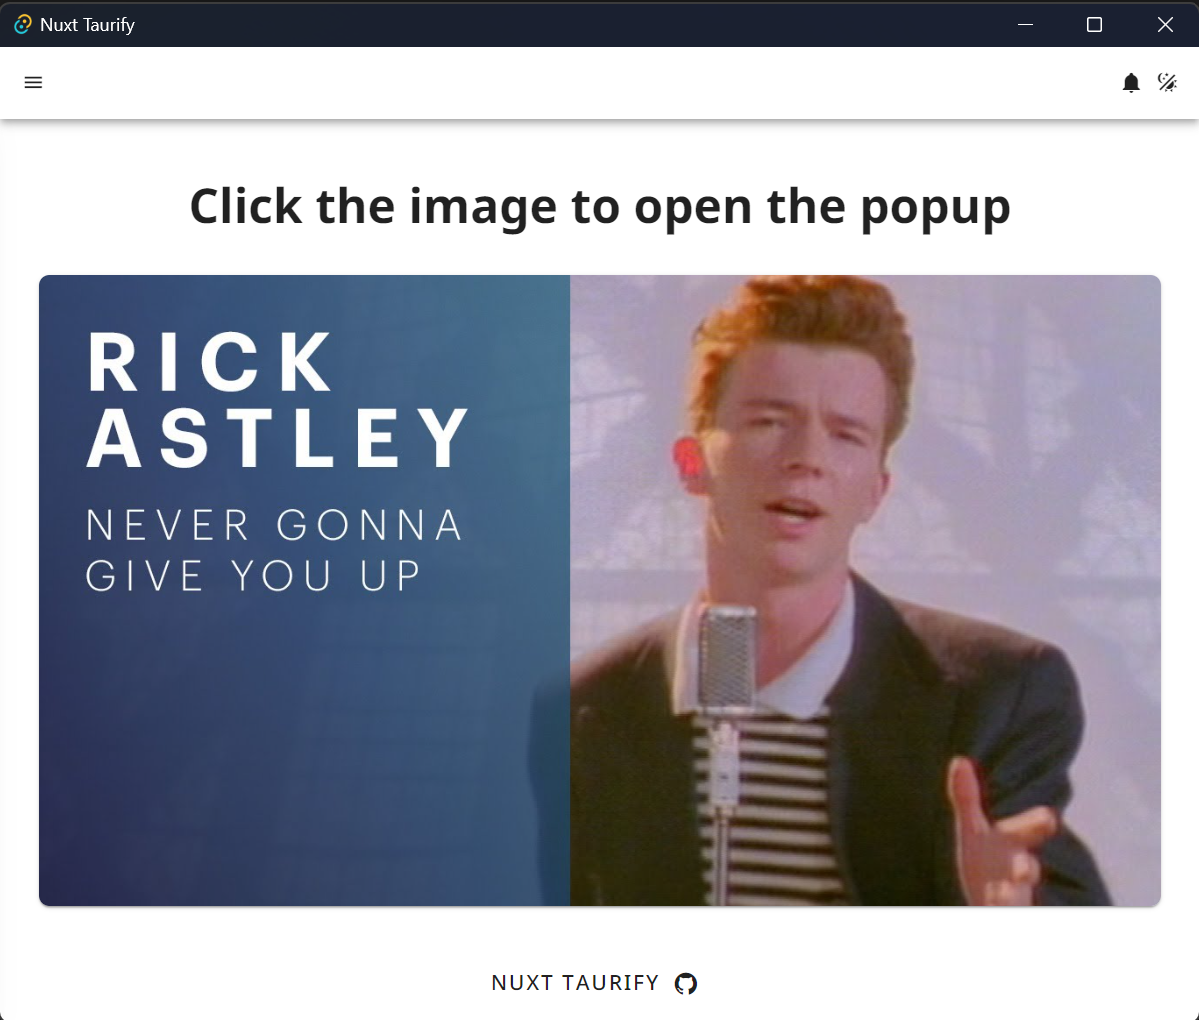 Nuxt Taurify
Click the image to open the popup
RICK
ASTLEY
NEVER GONNA
GIVE YOU UP
NUXT TAURIFY